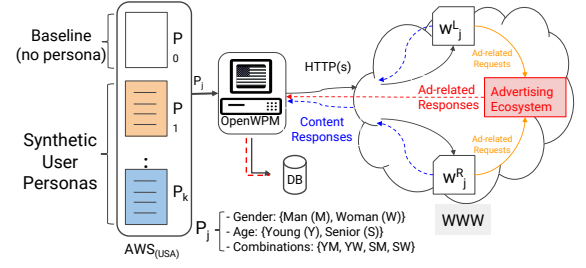 Baseline
(no persona)
P
0
P
1
Synthetic
User
Personas
:
P k
AWS(USA)
P j
OpenWPM
HTTP(s)
Ad-related
Responses
Content
Responses
DB
W L j
Ad-related
Requests
Advertising
Ecosystem
Ad-related
Requests
W R j
WWW
P j
- Gender: {Man (M), Woman (W)}
- Age: {Young (Y), Senior (S)}
- Combinations: {YM, YW, SM, SW}